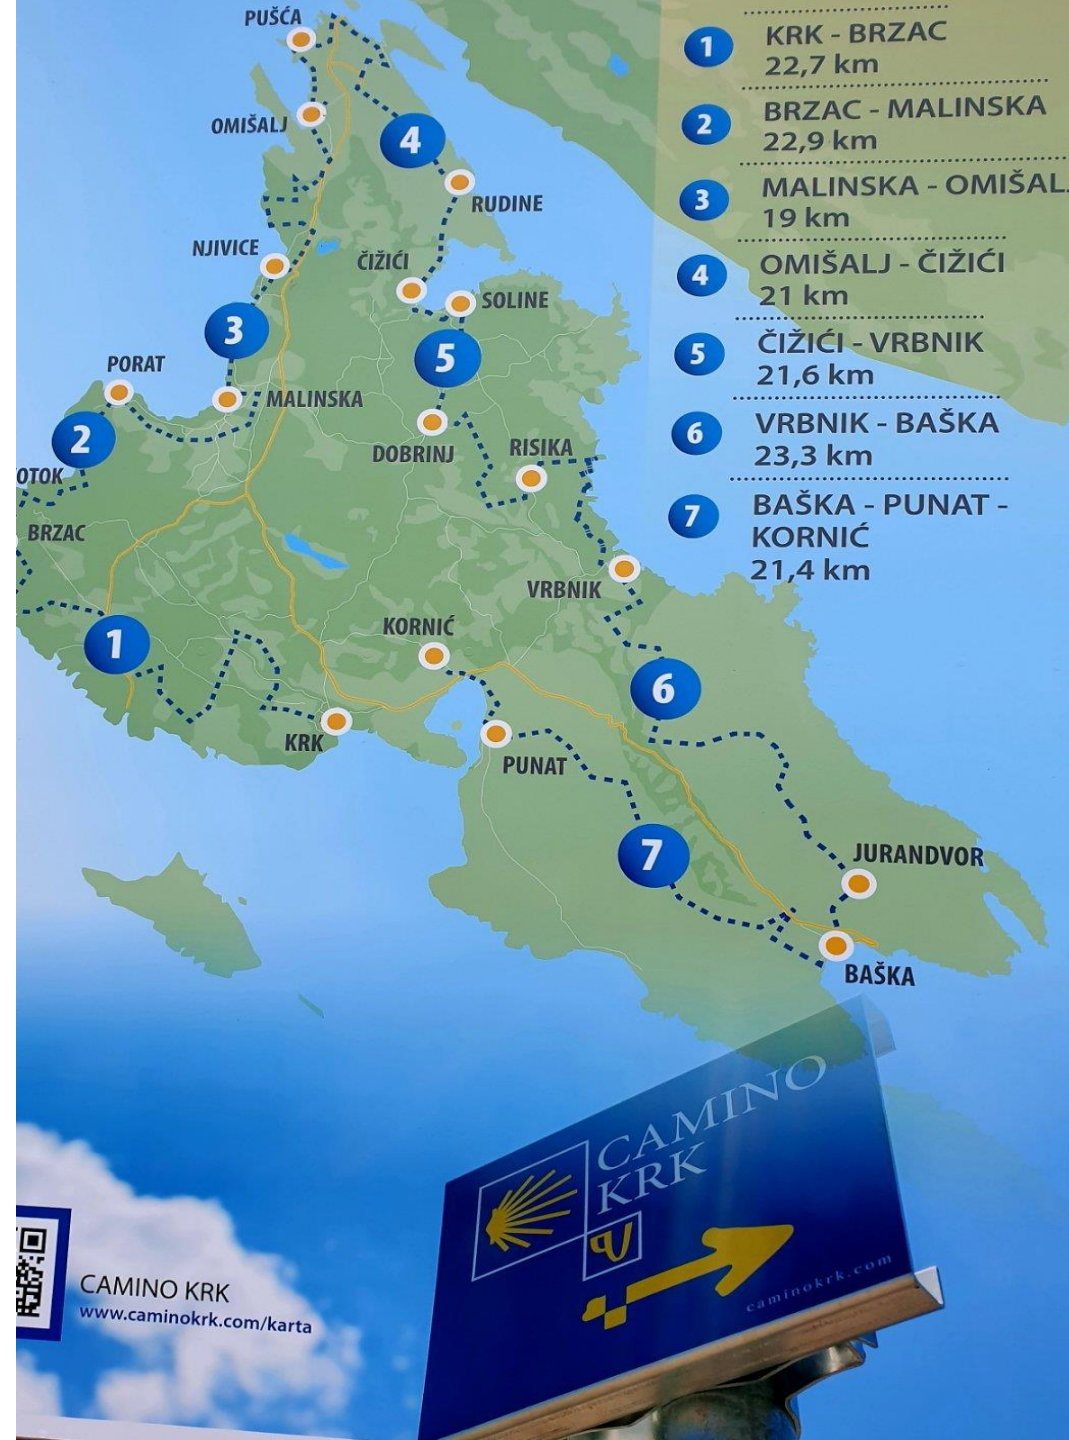 PUŠĆA
OMIŠALJ
4
RUDINE
NJIVICE
ČIŽIĆI
SOLINE
3
5
PORAT
MALINSKA
2
DOBRINJ
RISIKA
OTOK
BRZAC
VRBNIK
1
KORNIĆ
6
KRK
PUNAT
7
JURANDVOR
BAŠKA
1
KRK - BRZAC
22,7 km
2
BRZAC - MALINSKA
22,9 km
3
MALINSKA - OMIŠALJ
19 km
4
OMIŠALJ - ČIŽIĆI
21 km
5
ČIŽIĆI - VRBNIK
21,6 km
6
VRBNIK - BAŠKA
23,3 km
7
BAŠKA - PUNAT -
KORNIĆ
21,4 km
CAMINO
KRK
caminokrk.com
CAMINO KRK
www.caminokrk.com/karta